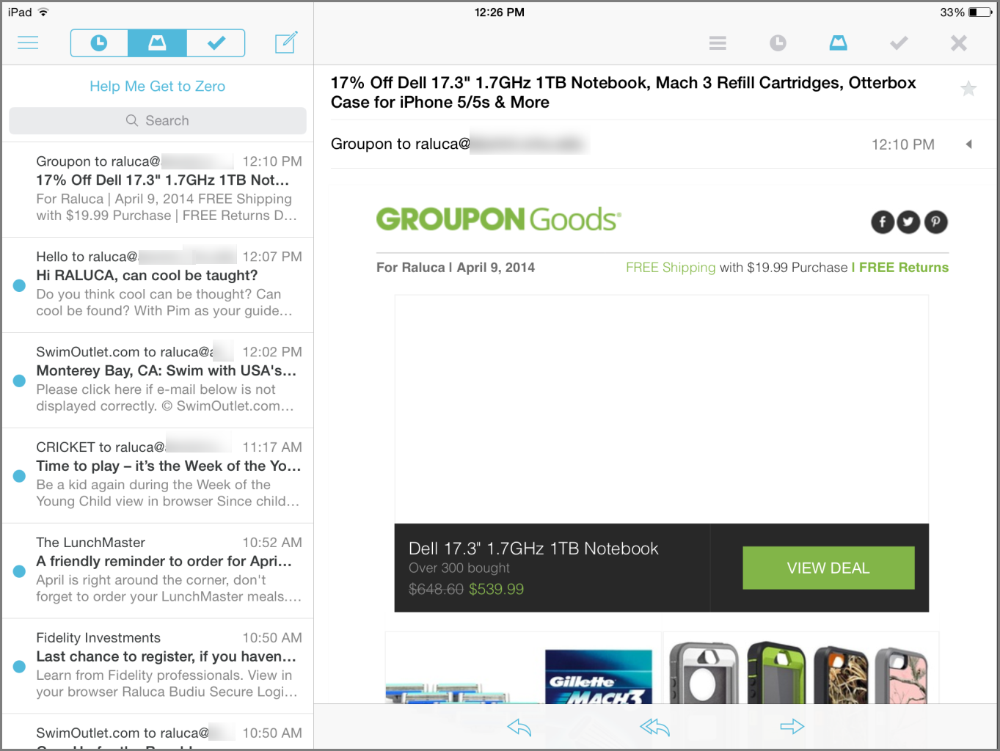 iPad
12:26 PM
33%
Help Me Get to Zero
Search
Groupon to raluca@
12:10 PM
17% Off Dell 17.3" 1.7GHz 1TB Not...
For Raluca | April 9, 2014 FREE Shipping
with $19.99 Purchase | FREE Returns D...
Hello to raluca@
12:07 PM
Hi RALUCA, can cool be taught?
Do you think cool can be thought? Can
cool be found? With Pim as your guide...
SwimOutlet.com to raluca@
12:02 PM
Monterey Bay, CA: Swim with USA's...
Please click here if e-mail below is not
displayed correctly. © SwimOutlet.com...
CRICKET to raluca@
11:17 AM
Time to play – it's the Week of the Yo...
Be a kid again during the Week of the
Young Child view in browser Since child...
The LunchMaster
10:52 AM
A friendly reminder to order for Apri...
April is right around the corner, don't
forget to order your LunchMaster meals....
Fidelity Investments
10:50 AM
Last chance to register, if you haven...
Learn from Fidelity professionals. View in
your browser Raluca Budiu Secure Logi...
SwimOutlet.com to raluca@
10:50 AM
17% Off Dell 17.3" 1.7GHz 1TB Notebook, Mach 3 Refill Cartridges, Otterbox
Case for iPhone 5/5s & More
Groupon to raluca@
12:10 PM
GROUPON Goods®
For Raluca | April 9, 2014
FREE Shipping with $19.99 Purchase | FREE Returns
Dell 17.3" 1.7GHz 1TB Notebook
Over 300 bought
$648.60 $539.99
VIEW DEAL
Gillette
MACH3